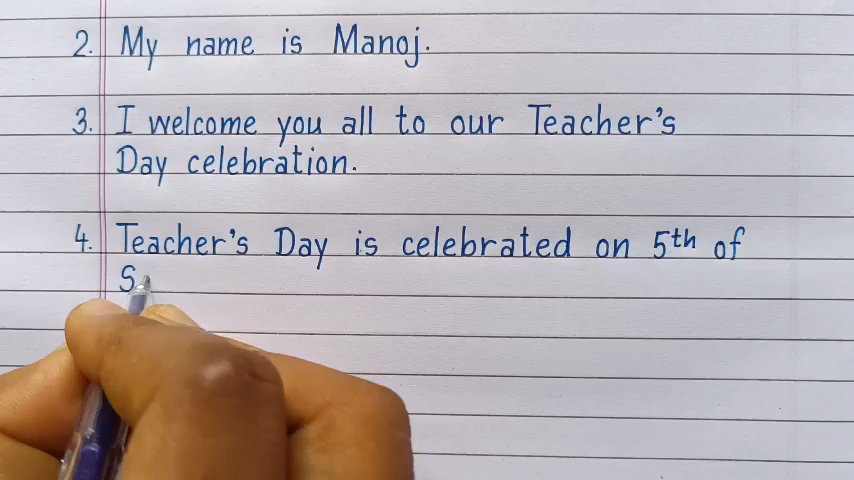 2. My name is Manoj.
3. I welcome you all to our Teacher's
Day celebration.
4. Teacher's Day is celebrated on 5th of
S